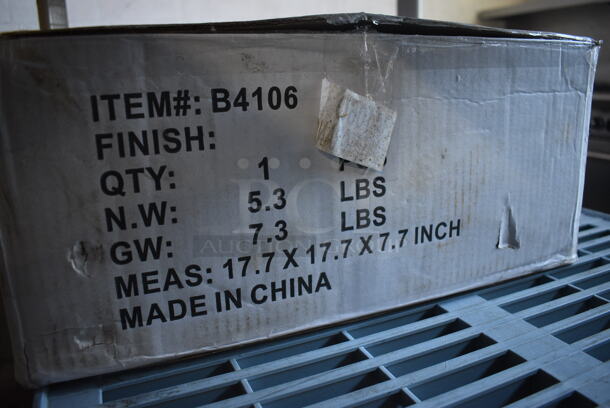 ITEM#: B4106
FINISH:
QTY: 1
N.W: 5.3 LBS
GW: 7.3 LBS
MEAS: 17.7 X 17.7 X 7.7 INCH
MADE IN CHINA